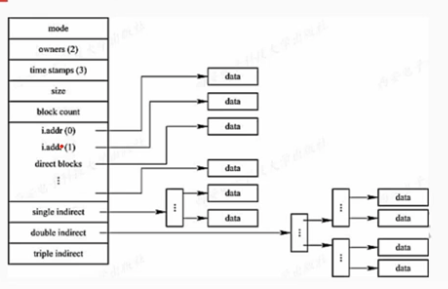 mode
owners (2)
time stamps (3)
size
block count
i.addr (0)
i.addr (1)
direct blocks
⋮
single indirect
double indirect
triple indirect
data
data
data
data
data
data
⋮
⋮
⋮
data
data
⋮
data
data